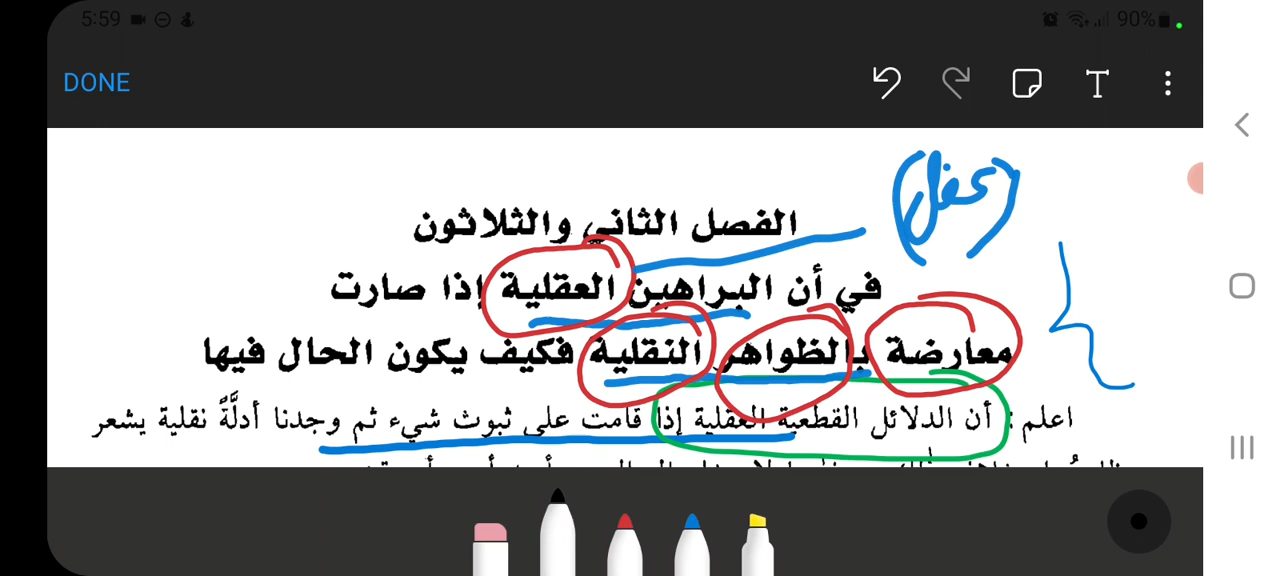 5:59
90%
DONE
T
الفصل الثاني والثلاثون
في أن البراهين العقلية إذا صارت
معارضة بالظواهر النقلية فكيف يكون الحال فيها
اعلم: أن الدلائل القطعية العقلية إذا قامت على ثبوت شيء ثم وجدنا أدلَّةً نقلية يشعر